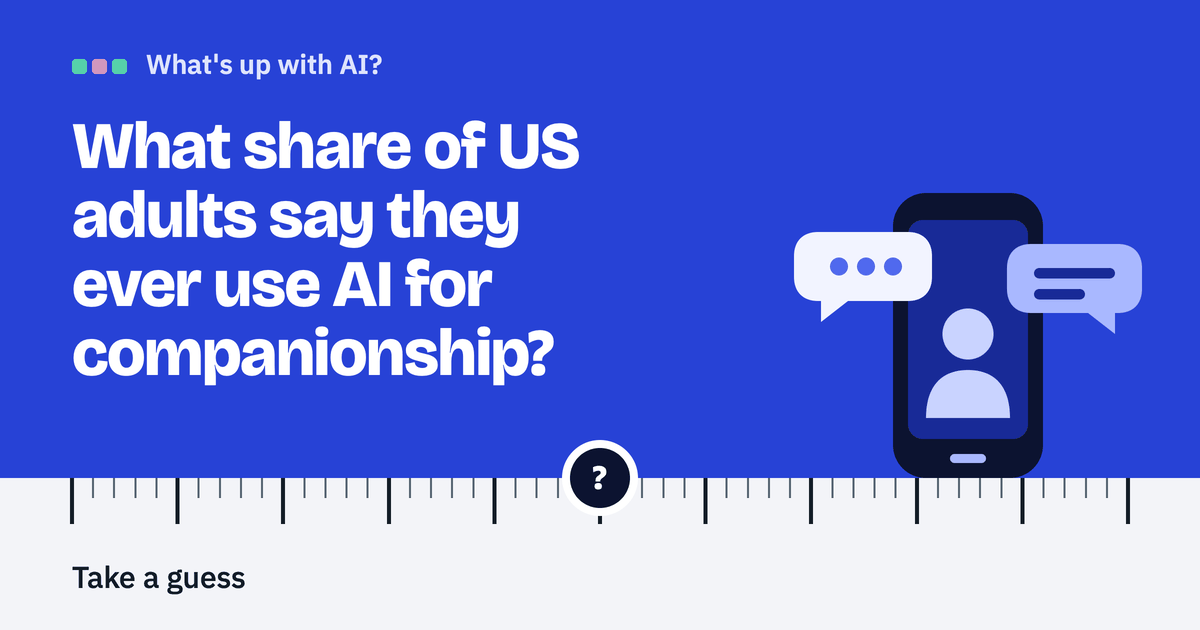 What's up with AI?
What share of US
adults say they
ever use AI for
companionship?
?
Take a guess